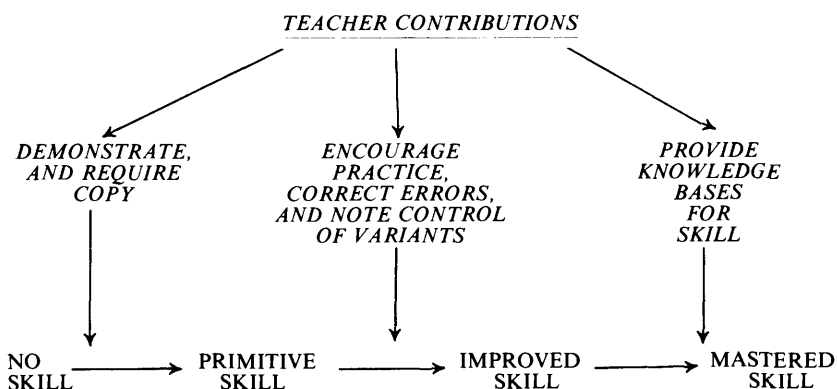 TEACHER CONTRIBUTIONS
DEMONSTRATE,
AND REQUIRE
COPY
ENCOURAGE
PRACTICE,
CORRECT ERRORS,
AND NOTE CONTROL
OF VARIANTS
PROVIDE
KNOWLEDGE
BASES
FOR
SKILL
NO
SKILL
PRIMITIVE
SKILL
IMPROVED
SKILL
MASTERED
SKILL